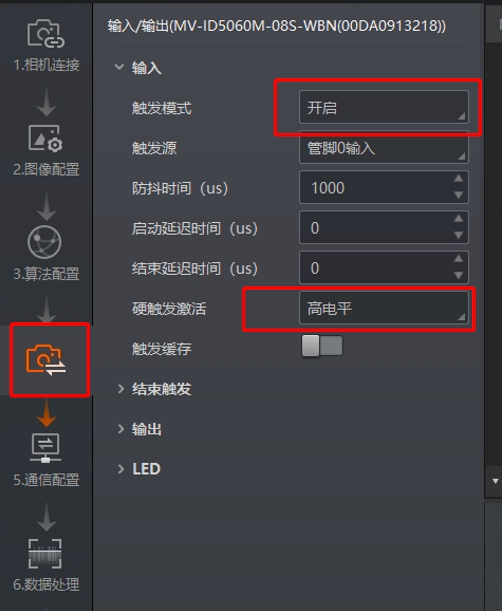 输入/输出(MV-ID5060M-08S-WBN(00DA0913218))
1.相机连接
2.图像配置
3.算法配置
5.通信配置
6.数据处理
输入
触发模式 开启
触发源 管脚0输入
防抖时间（us） 1000
启动延迟时间（us） 0
结束延迟时间（us） 0
硬触发激活 高电平
触发缓存
结束触发
输出
LED